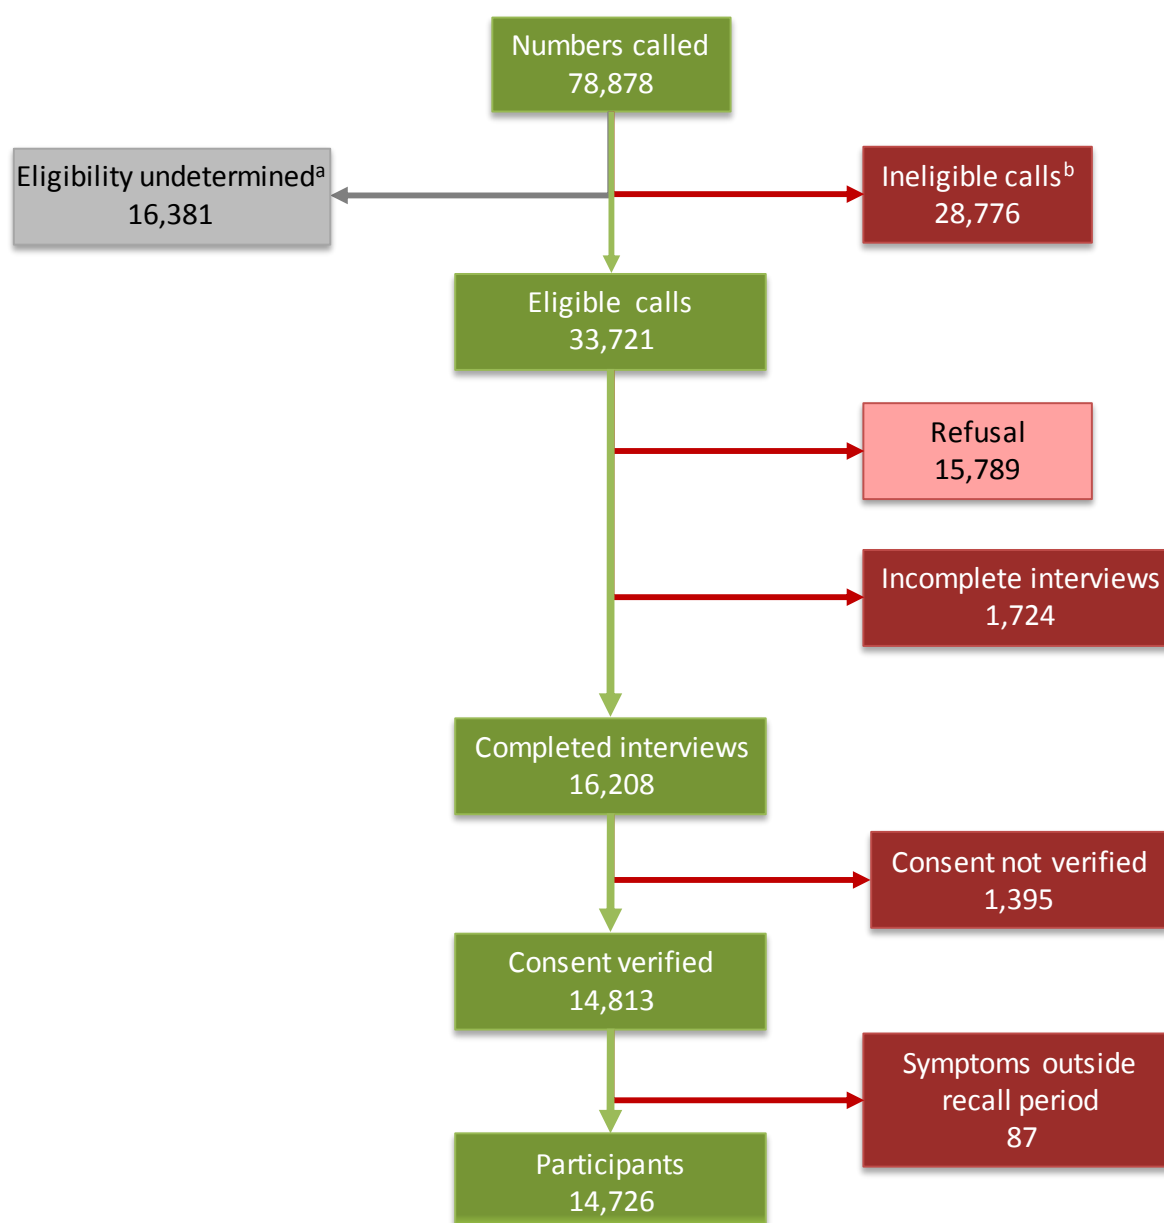 Numbers called
78,878
Eligibility undeterminedᵃ
16,381
Ineligible callsᵇ
28,776
Eligible calls
33,721
Refusal
15,789
Incomplete interviews
1,724
Completed interviews
16,208
Consent not verified
1,395
Consent verified
14,813
Symptoms outside
recall period
87
Participants
14,726